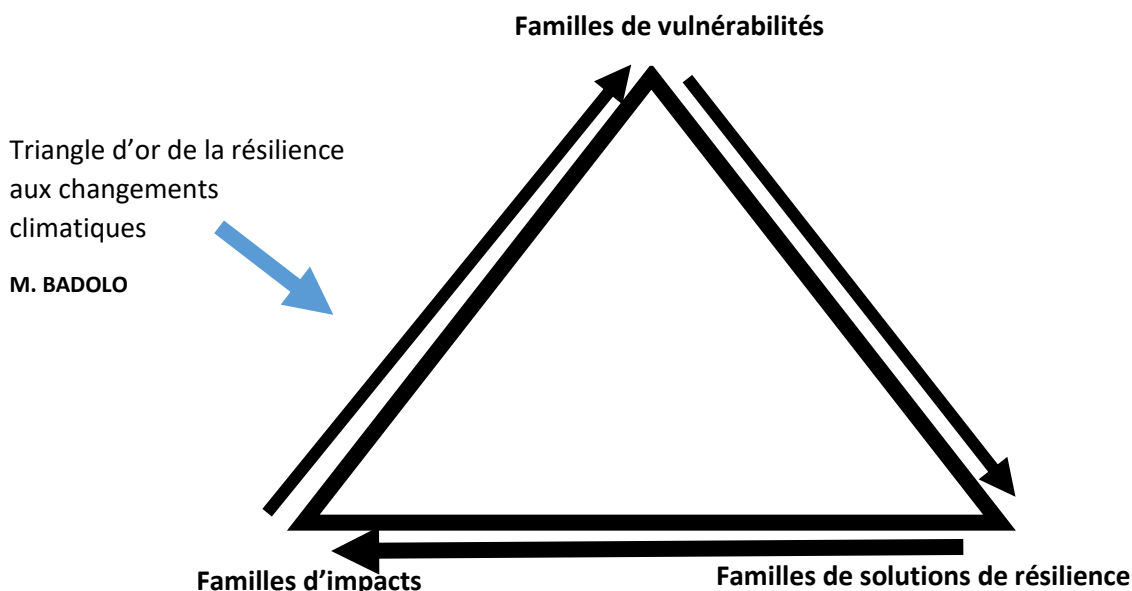 Familles de vulnérabilités
Triangle d’or de la résilience
aux changements
climatiques
M. BADOLO
Familles d’impacts
Familles de solutions de résilience